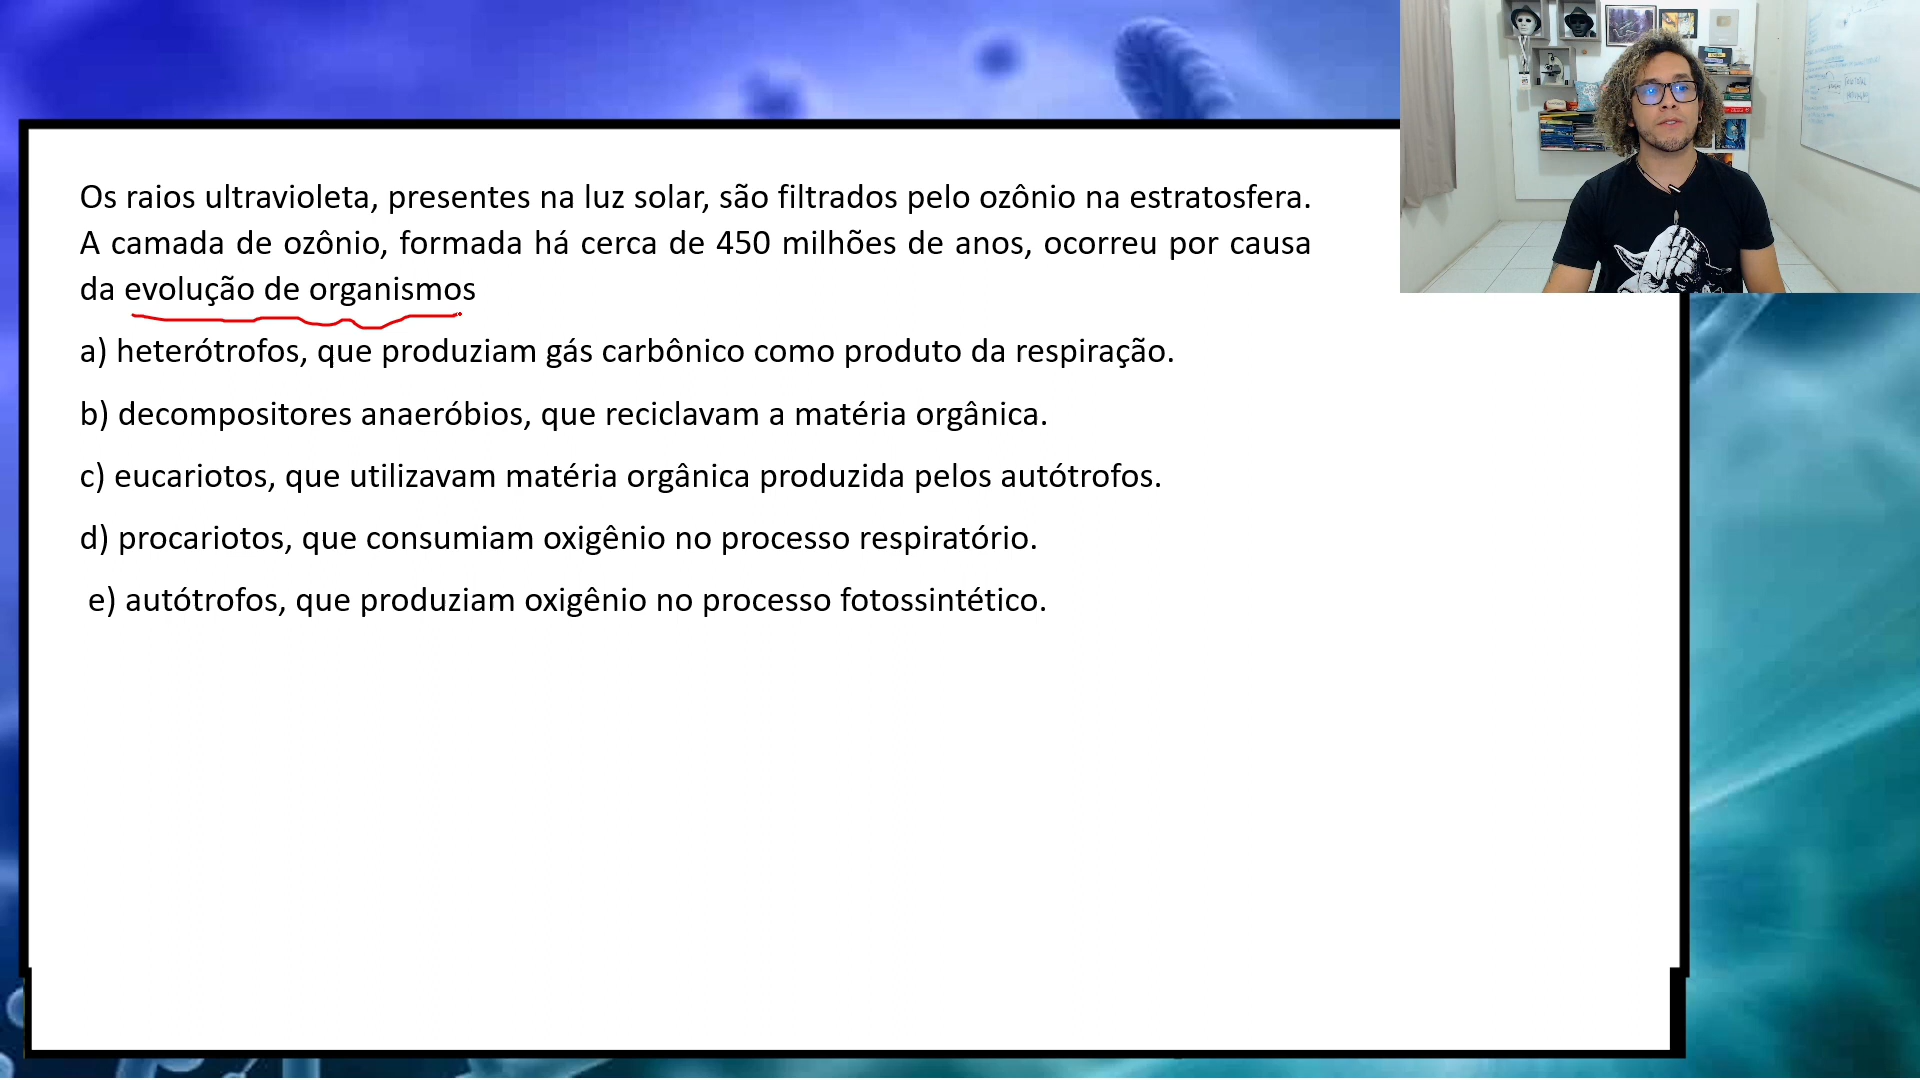 Os raios ultravioleta, presentes na luz solar, são filtrados pelo ozônio na estratosfera.
A camada de ozônio, formada há cerca de 450 milhões de anos, ocorreu por causa
da evolução de organismos
a) heterótrofos, que produziam gás carbônico como produto da respiração.
b) decompositores anaeróbios, que reciclavam a matéria orgânica.
c) eucariotos, que utilizavam matéria orgânica produzida pelos autótrofos.
d) procariotos, que consumiam oxigênio no processo respiratório.
e) autótrofos, que produziam oxigênio no processo fotossintético.